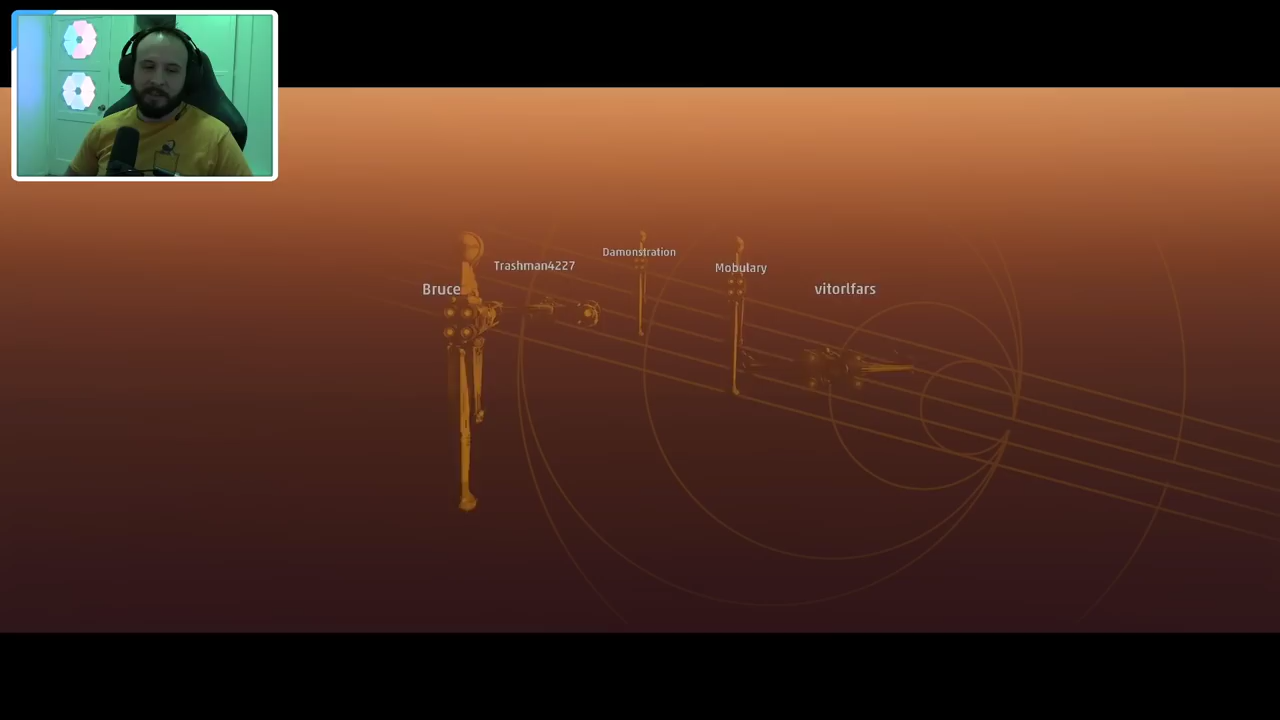 Damonstration
Trashman4227
Mobulary
Bruce
vitorlfars